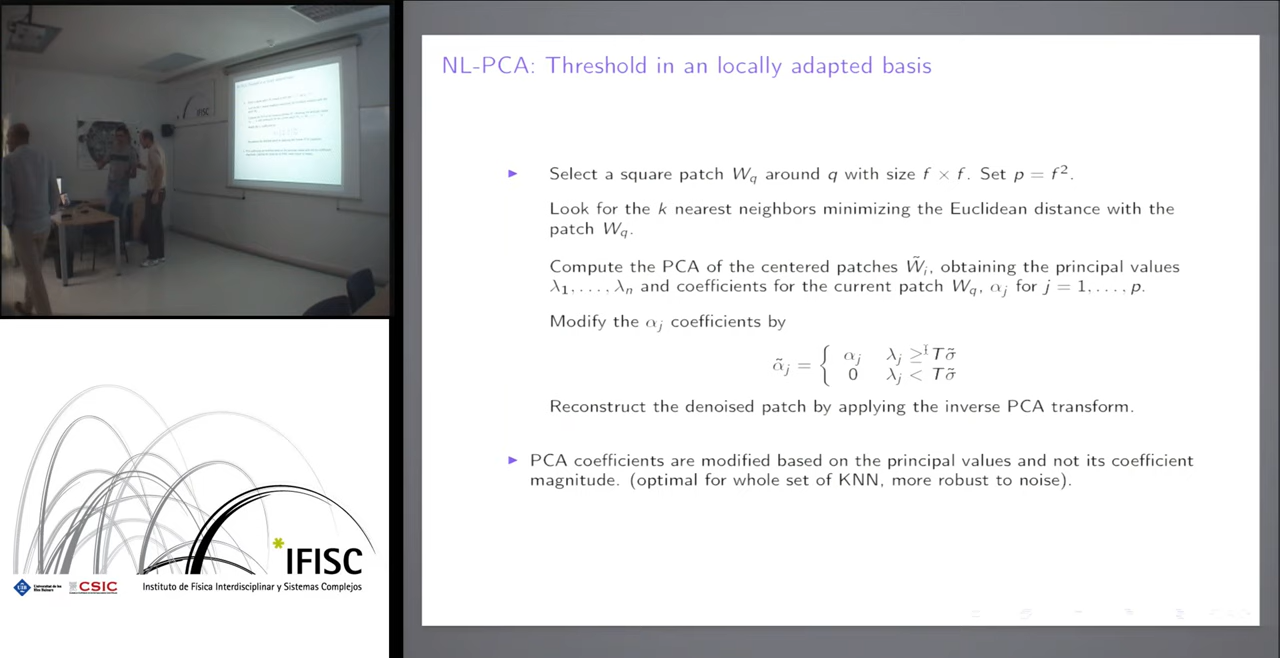 NL-PCA: Threshold in an locally adapted basis
► Select a square patch W_q around q with size f × f. Set p = f².
Look for the k nearest neighbors minimizing the Euclidean distance with the
patch W_q.
Compute the PCA of the centered patches W̃_i, obtaining the principal values
λ₁, . . . , λ_n and coefficients for the current patch W_q, α_j for j = 1, . . . , p.
Modify the α_j coefficients by
α̃_j = { α_j λ_j ≥ Tσ̃
0 λ_j < Tσ̃
Reconstruct the denoised patch by applying the inverse PCA transform.
► PCA coefficients are modified based on the principal values and not its coefficient
magnitude. (optimal for whole set of KNN, more robust to noise).
IFISC
CSIC
Instituto de Física Interdisciplinar y Sistemas Complejos